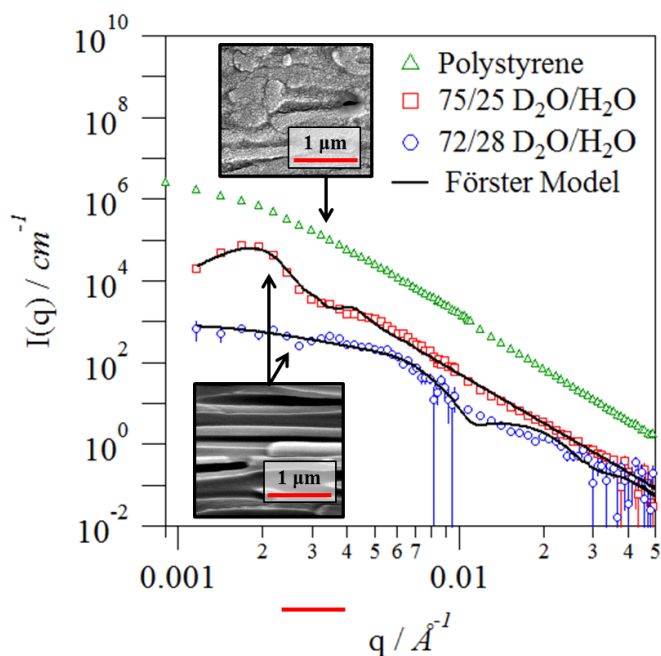 10^10
10^8
10^6
10^4
10^2
10^0
10^-2
I(q) / cm^-1
1 µm
Polystyrene
75/25 D₂O/H₂O
72/28 D₂O/H₂O
Förster Model
1 µm
2 3 4 5 6 7 2 3 4 5
0.001 0.01
q / Å^-1